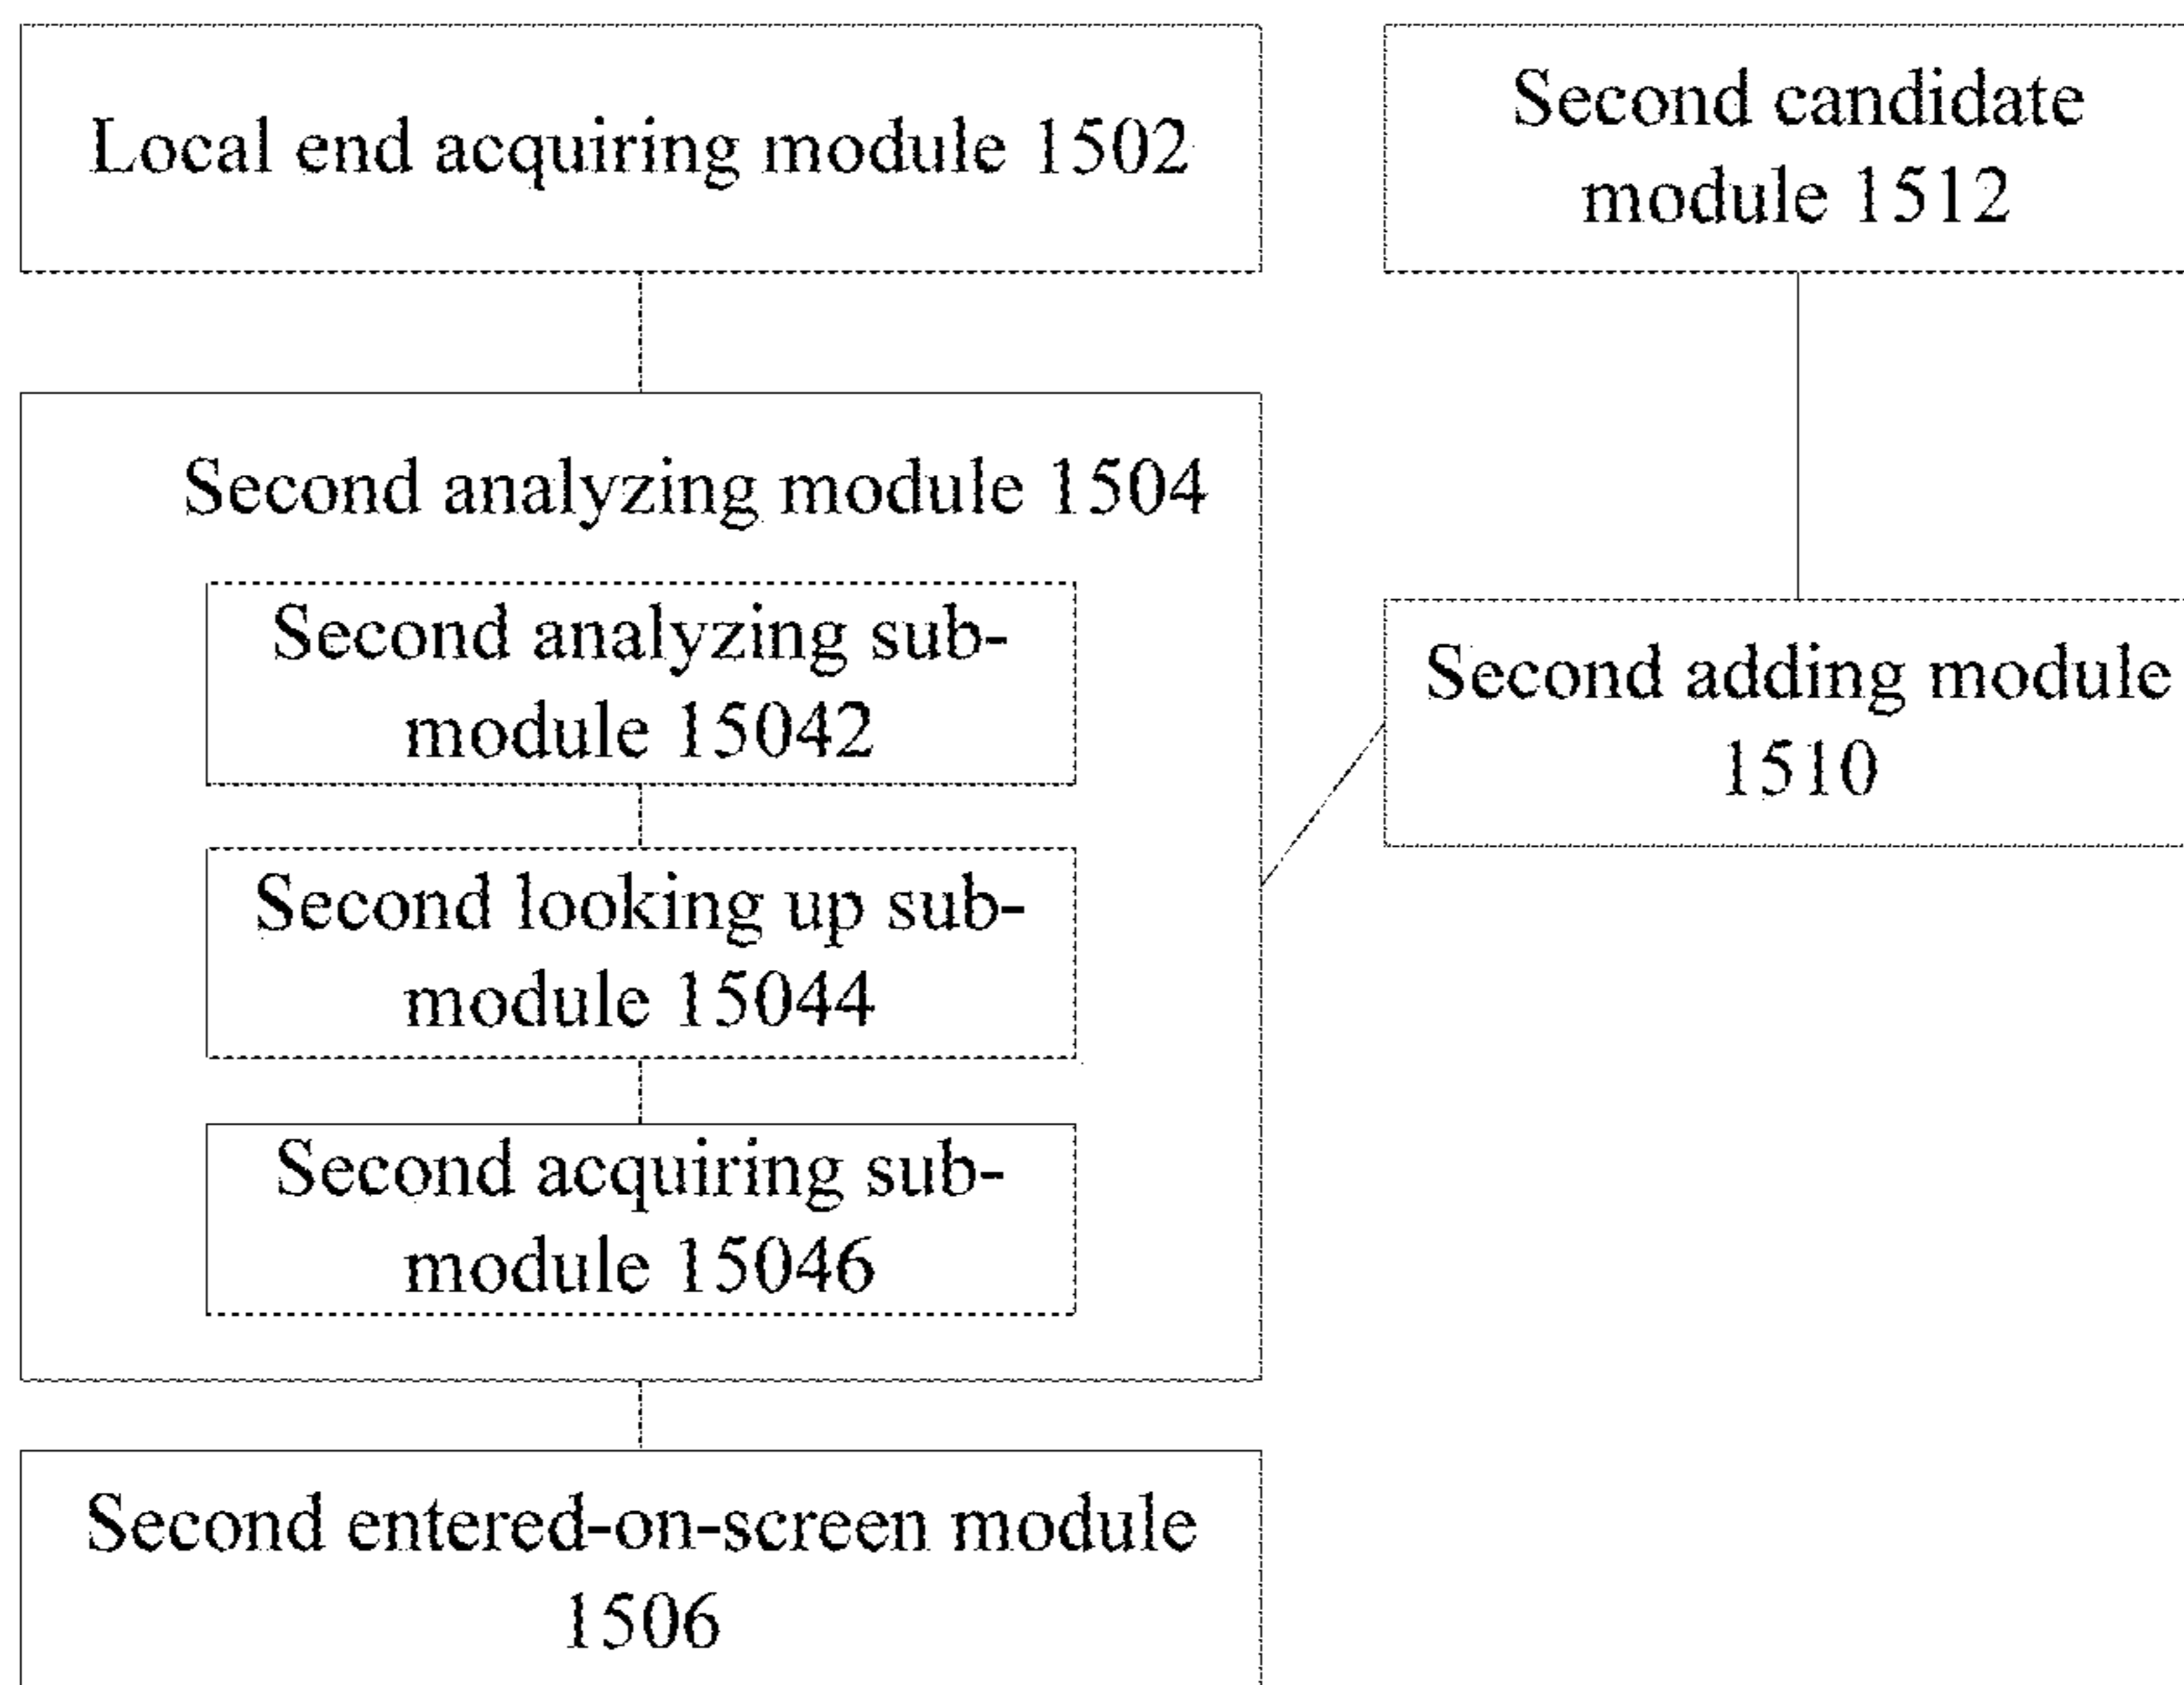 Local end acquiring module 1502
Second candidate
module 1512
Second analyzing module 1504
Second analyzing sub-
module 15042
Second looking up sub-
module 15044
Second acquiring sub-
module 15046
Second adding module
1510
Second entered-on-screen module
1506